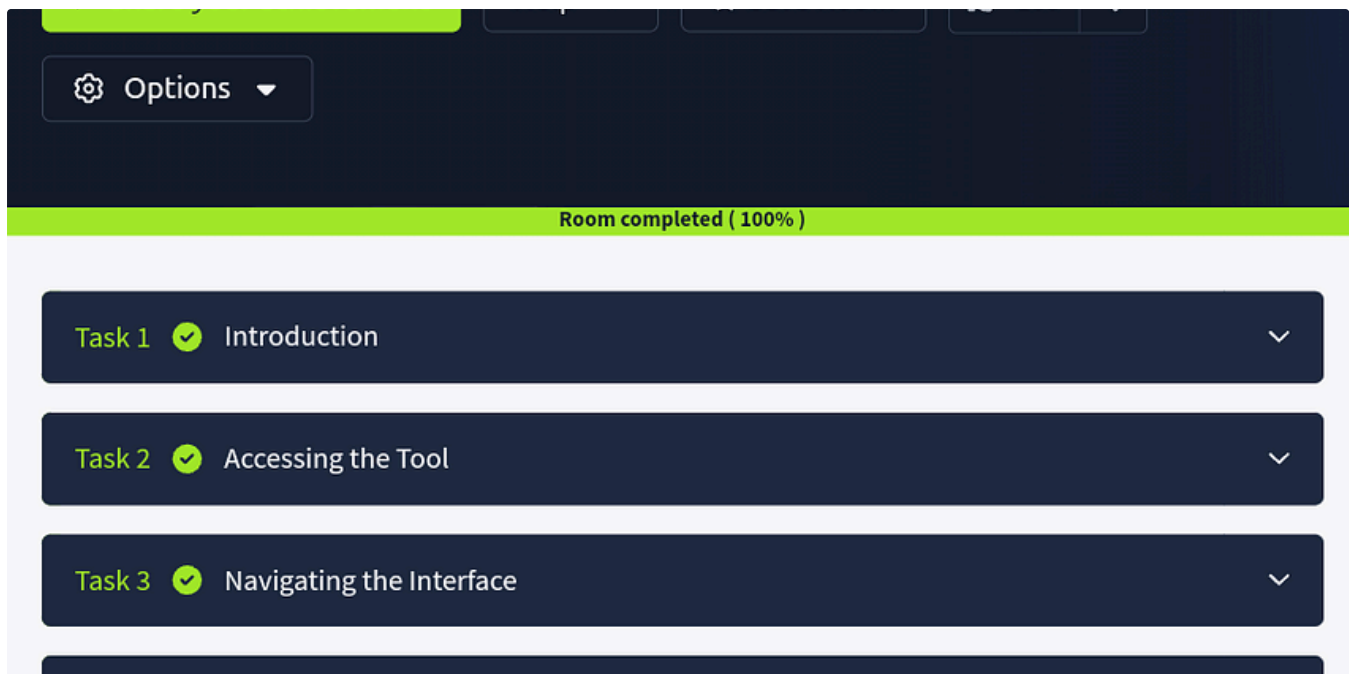 Options
Room completed ( 100% )
Task 1 Introduction
Task 2 Accessing the Tool
Task 3 Navigating the Interface